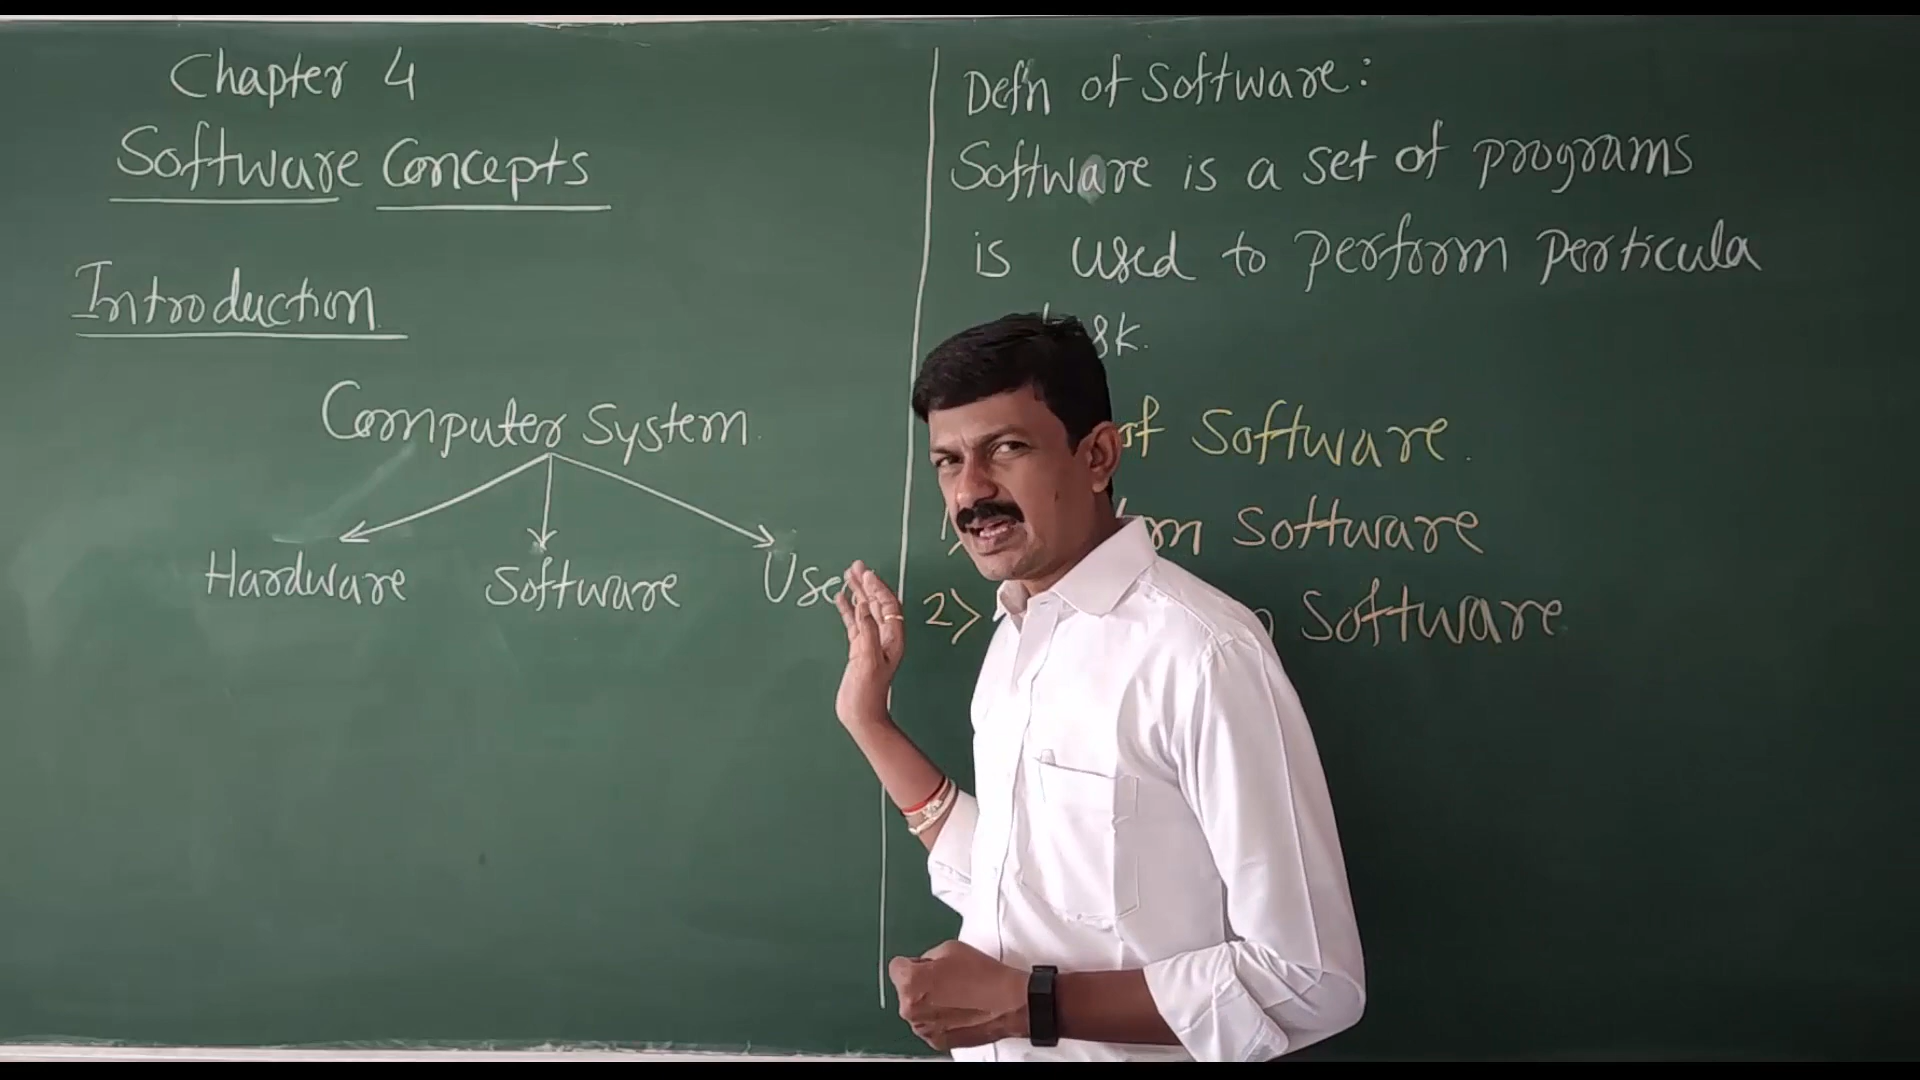 Chapter 4
Software Concepts
Introduction
Computer System
Hardware Software
Defn of Software:
Software is a set of programs
is used to perform perticula
of Software.
Software
2) Software